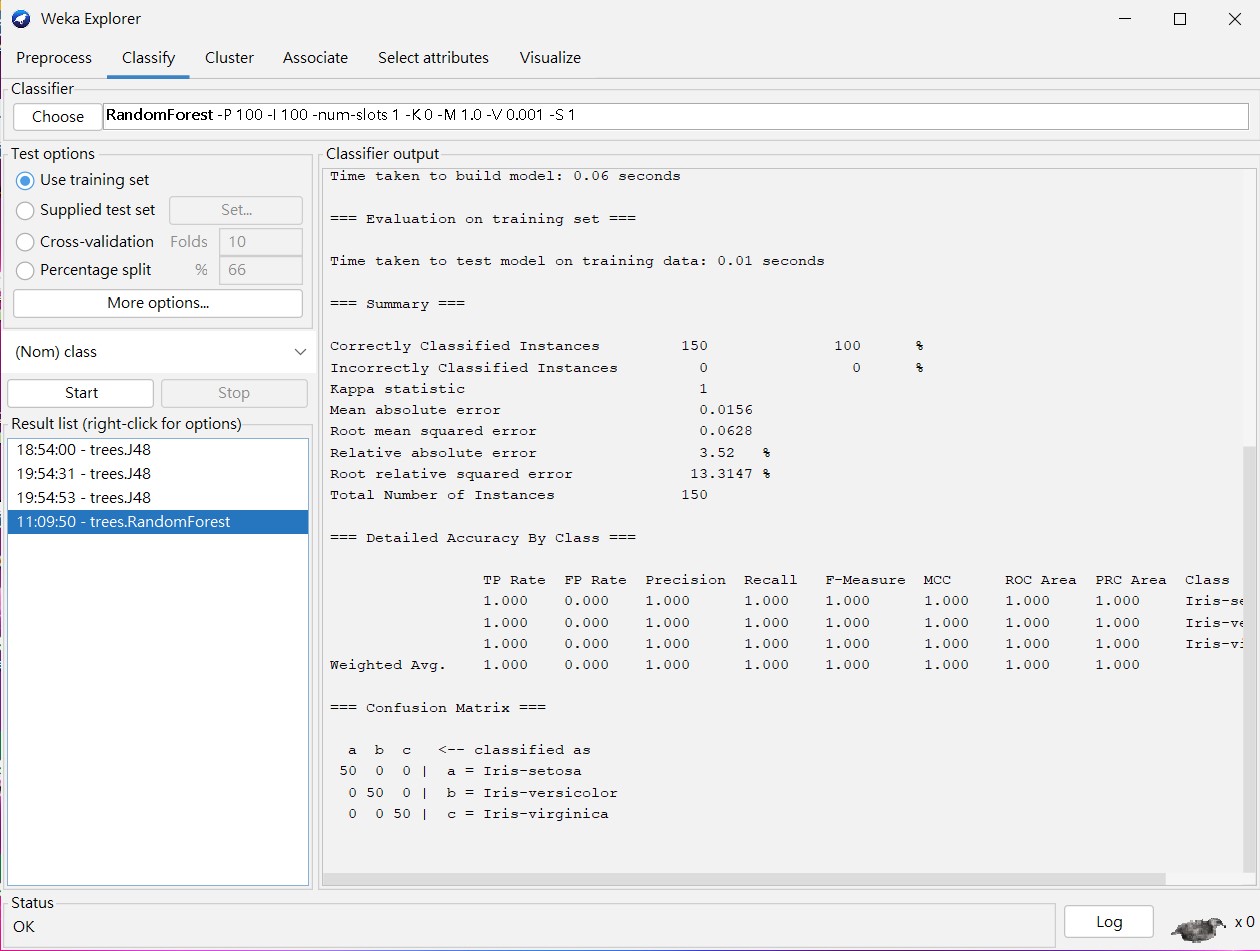 Weka Explorer
Preprocess Classify Cluster Associate Select attributes Visualize
Classifier
Choose RandomForest -P 100 -I 100 -num-slots 1 -K 0 -M 1.0 -V 0.001 -S 1
Test options
Use training set
Supplied test set Set...
Cross-validation Folds 10
Percentage split % 66
More options...
(Nom) class
Start Stop
Result list (right-click for options)
18:54:00 - trees.J48
19:54:31 - trees.J48
19:54:53 - trees.J48
11:09:50 - trees.RandomForest
Classifier output
Time taken to build model: 0.06 seconds
=== Evaluation on training set ===
Time taken to test model on training data: 0.01 seconds
=== Summary ===
Correctly Classified Instances 150 100 %
Incorrectly Classified Instances 0 0 %
Kappa statistic 1
Mean absolute error 0.0156
Root mean squared error 0.0628
Relative absolute error 3.52 %
Root relative squared error 13.3147 %
Total Number of Instances 150
=== Detailed Accuracy By Class ===
TP Rate FP Rate Precision Recall F-Measure MCC ROC Area PRC Area Class
1.000 0.000 1.000 1.000 1.000 1.000 1.000 1.000 Iris-se
1.000 0.000 1.000 1.000 1.000 1.000 1.000 1.000 Iris-ve
1.000 0.000 1.000 1.000 1.000 1.000 1.000 1.000 Iris-vi
Weighted Avg. 1.000 0.000 1.000 1.000 1.000 1.000 1.000 1.000
=== Confusion Matrix ===
a b c <-- classified as
50 0 0 | a = Iris-setosa
0 50 0 | b = Iris-versicolor
0 0 50 | c = Iris-virginica
Status
OK
Log x 0